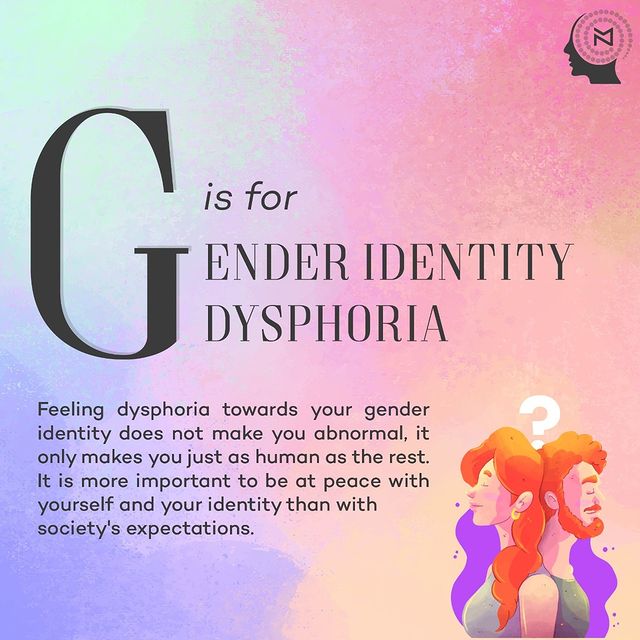 G is for
ENDER IDENTITY
DYSPHORIA
Feeling dysphoria towards your gender
identity does not make you abnormal, it
only makes you just as human as the rest.
It is more important to be at peace with
yourself and your identity than with
society's expectations.
?